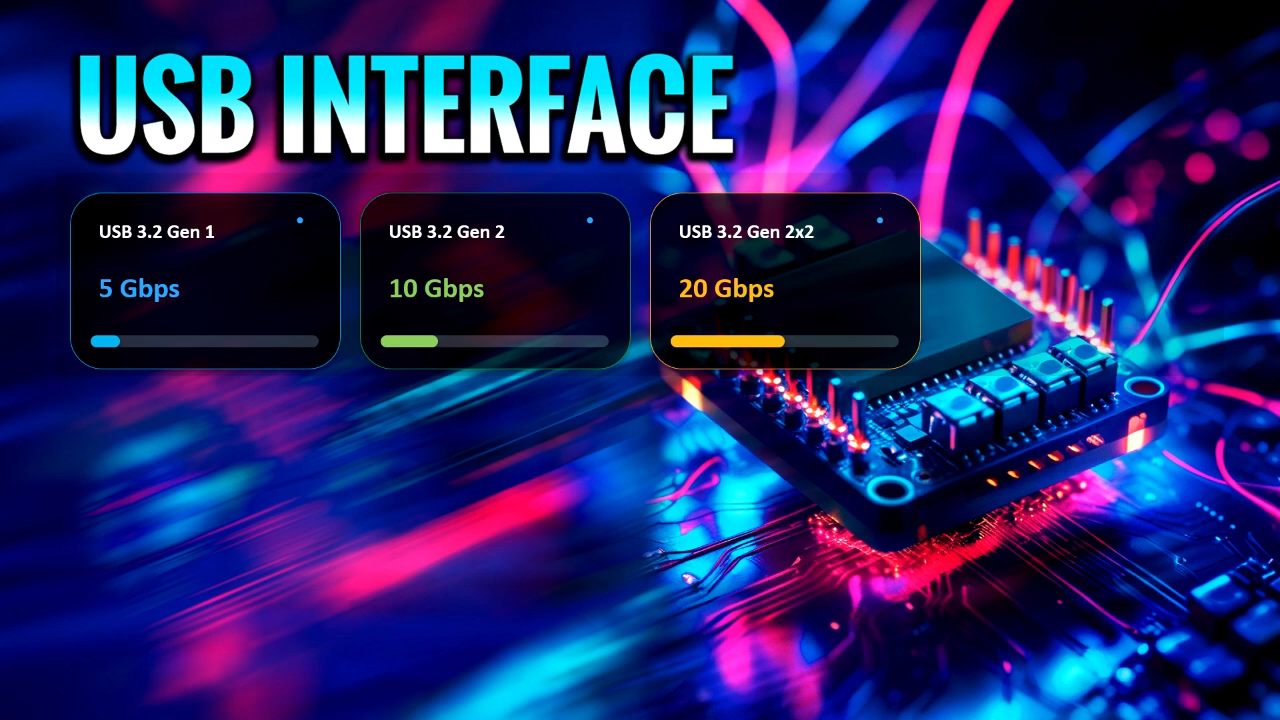 USB INTERFACE
USB 3.2 Gen 1
5 Gbps
USB 3.2 Gen 2
10 Gbps
USB 3.2 Gen 2x2
20 Gbps